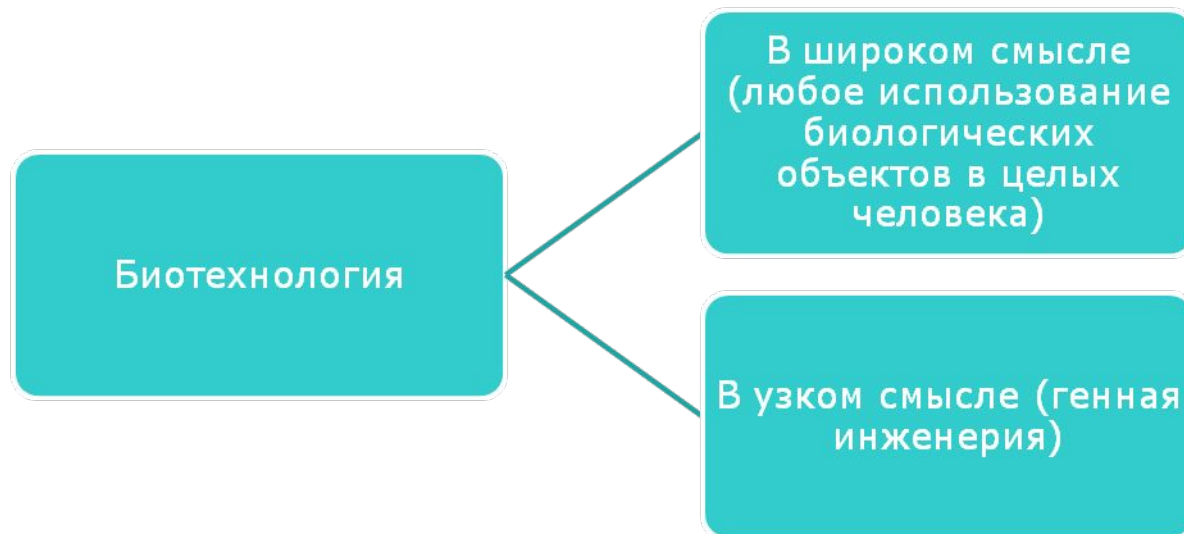 Биотехнология
В широком смысле
(любое использование
биологических
объектов в целых
человека)
В узком смысле (генная
инженерия)